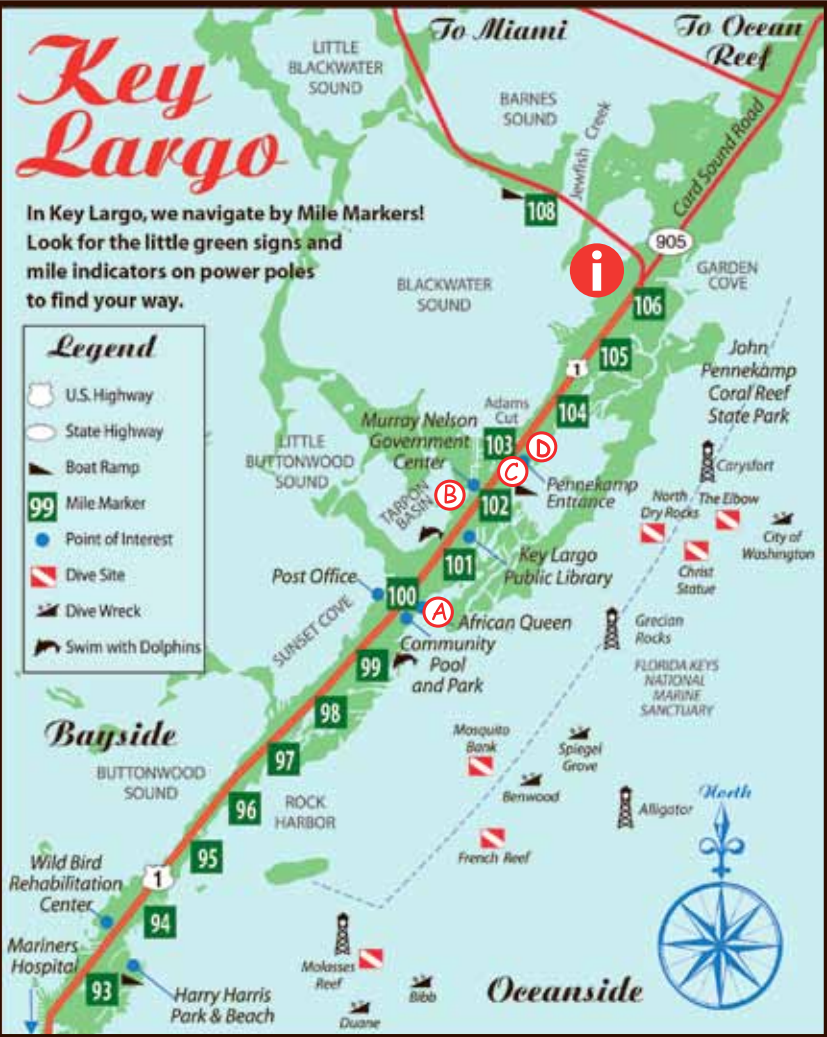 Key
Largo
To Miami
To Ocean
Reef
LITTLE
BLACKWATER
SOUND
BARNES
SOUND
Jewfish Creek
Card Sound Road
In Key Largo, we navigate by Mile Markers!
Look for the little green signs and
mile indicators on power poles
to find your way.
108
905
i
GARDEN
COVE
BLACKWATER
SOUND
106
Legend
U.S. Highway
State Highway
Boat Ramp
99 Mile Marker
Point of Interest
Dive Site
Dive Wreck
Swim with Dolphins
105
1
John
Pennekamp
Coral Reef
State Park
104
Adams
Cut
103
Murray Nelson
Government
Center
D
C
B
LITTLE
BUTTONWOOD
SOUND
TARPON
BASIN
102
Pennekamp
Entrance
Carysfort
North
Dry Rocks
The Elbow
City of
Washington
Christ
Statue
101
Key Largo
Public Library
Post Office
100
A
African Queen
SUNSET COVE
Community
Pool
and Park
99
Grecian
Rocks
FLORIDA KEYS
NATIONAL
MARINE
SANCTUARY
98
Bayside
97
Mosquito
Bank
Spiegel
Grove
Benwood
BUTTONWOOD
SOUND
96
ROCK
HARBOR
Alligator
North
French Reef
95
1
Wild Bird
Rehabilitation
Center
94
Mariners
Hospital
93
Harry Harris
Park & Beach
Molasses
Reef
Bibb
Duane
Oceanside